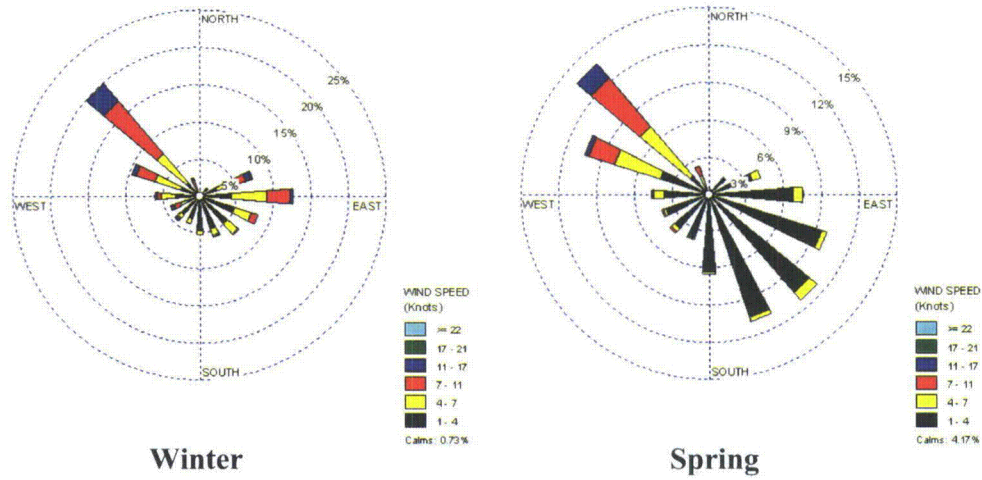 NORTH
25%
20%
15%
10%
5%
WEST
EAST
SOUTH
WIND SPEED
(Knots)
>= 22
17 - 21
11 - 17
7 - 11
4 - 7
1 - 4
Calms: 0.73%
Winter
NORTH
15%
12%
9%
6%
3%
WEST
EAST
SOUTH
WIND SPEED
(Knots)
>= 22
17 - 21
11 - 17
7 - 11
4 - 7
1 - 4
Calms: 4.17%
Spring